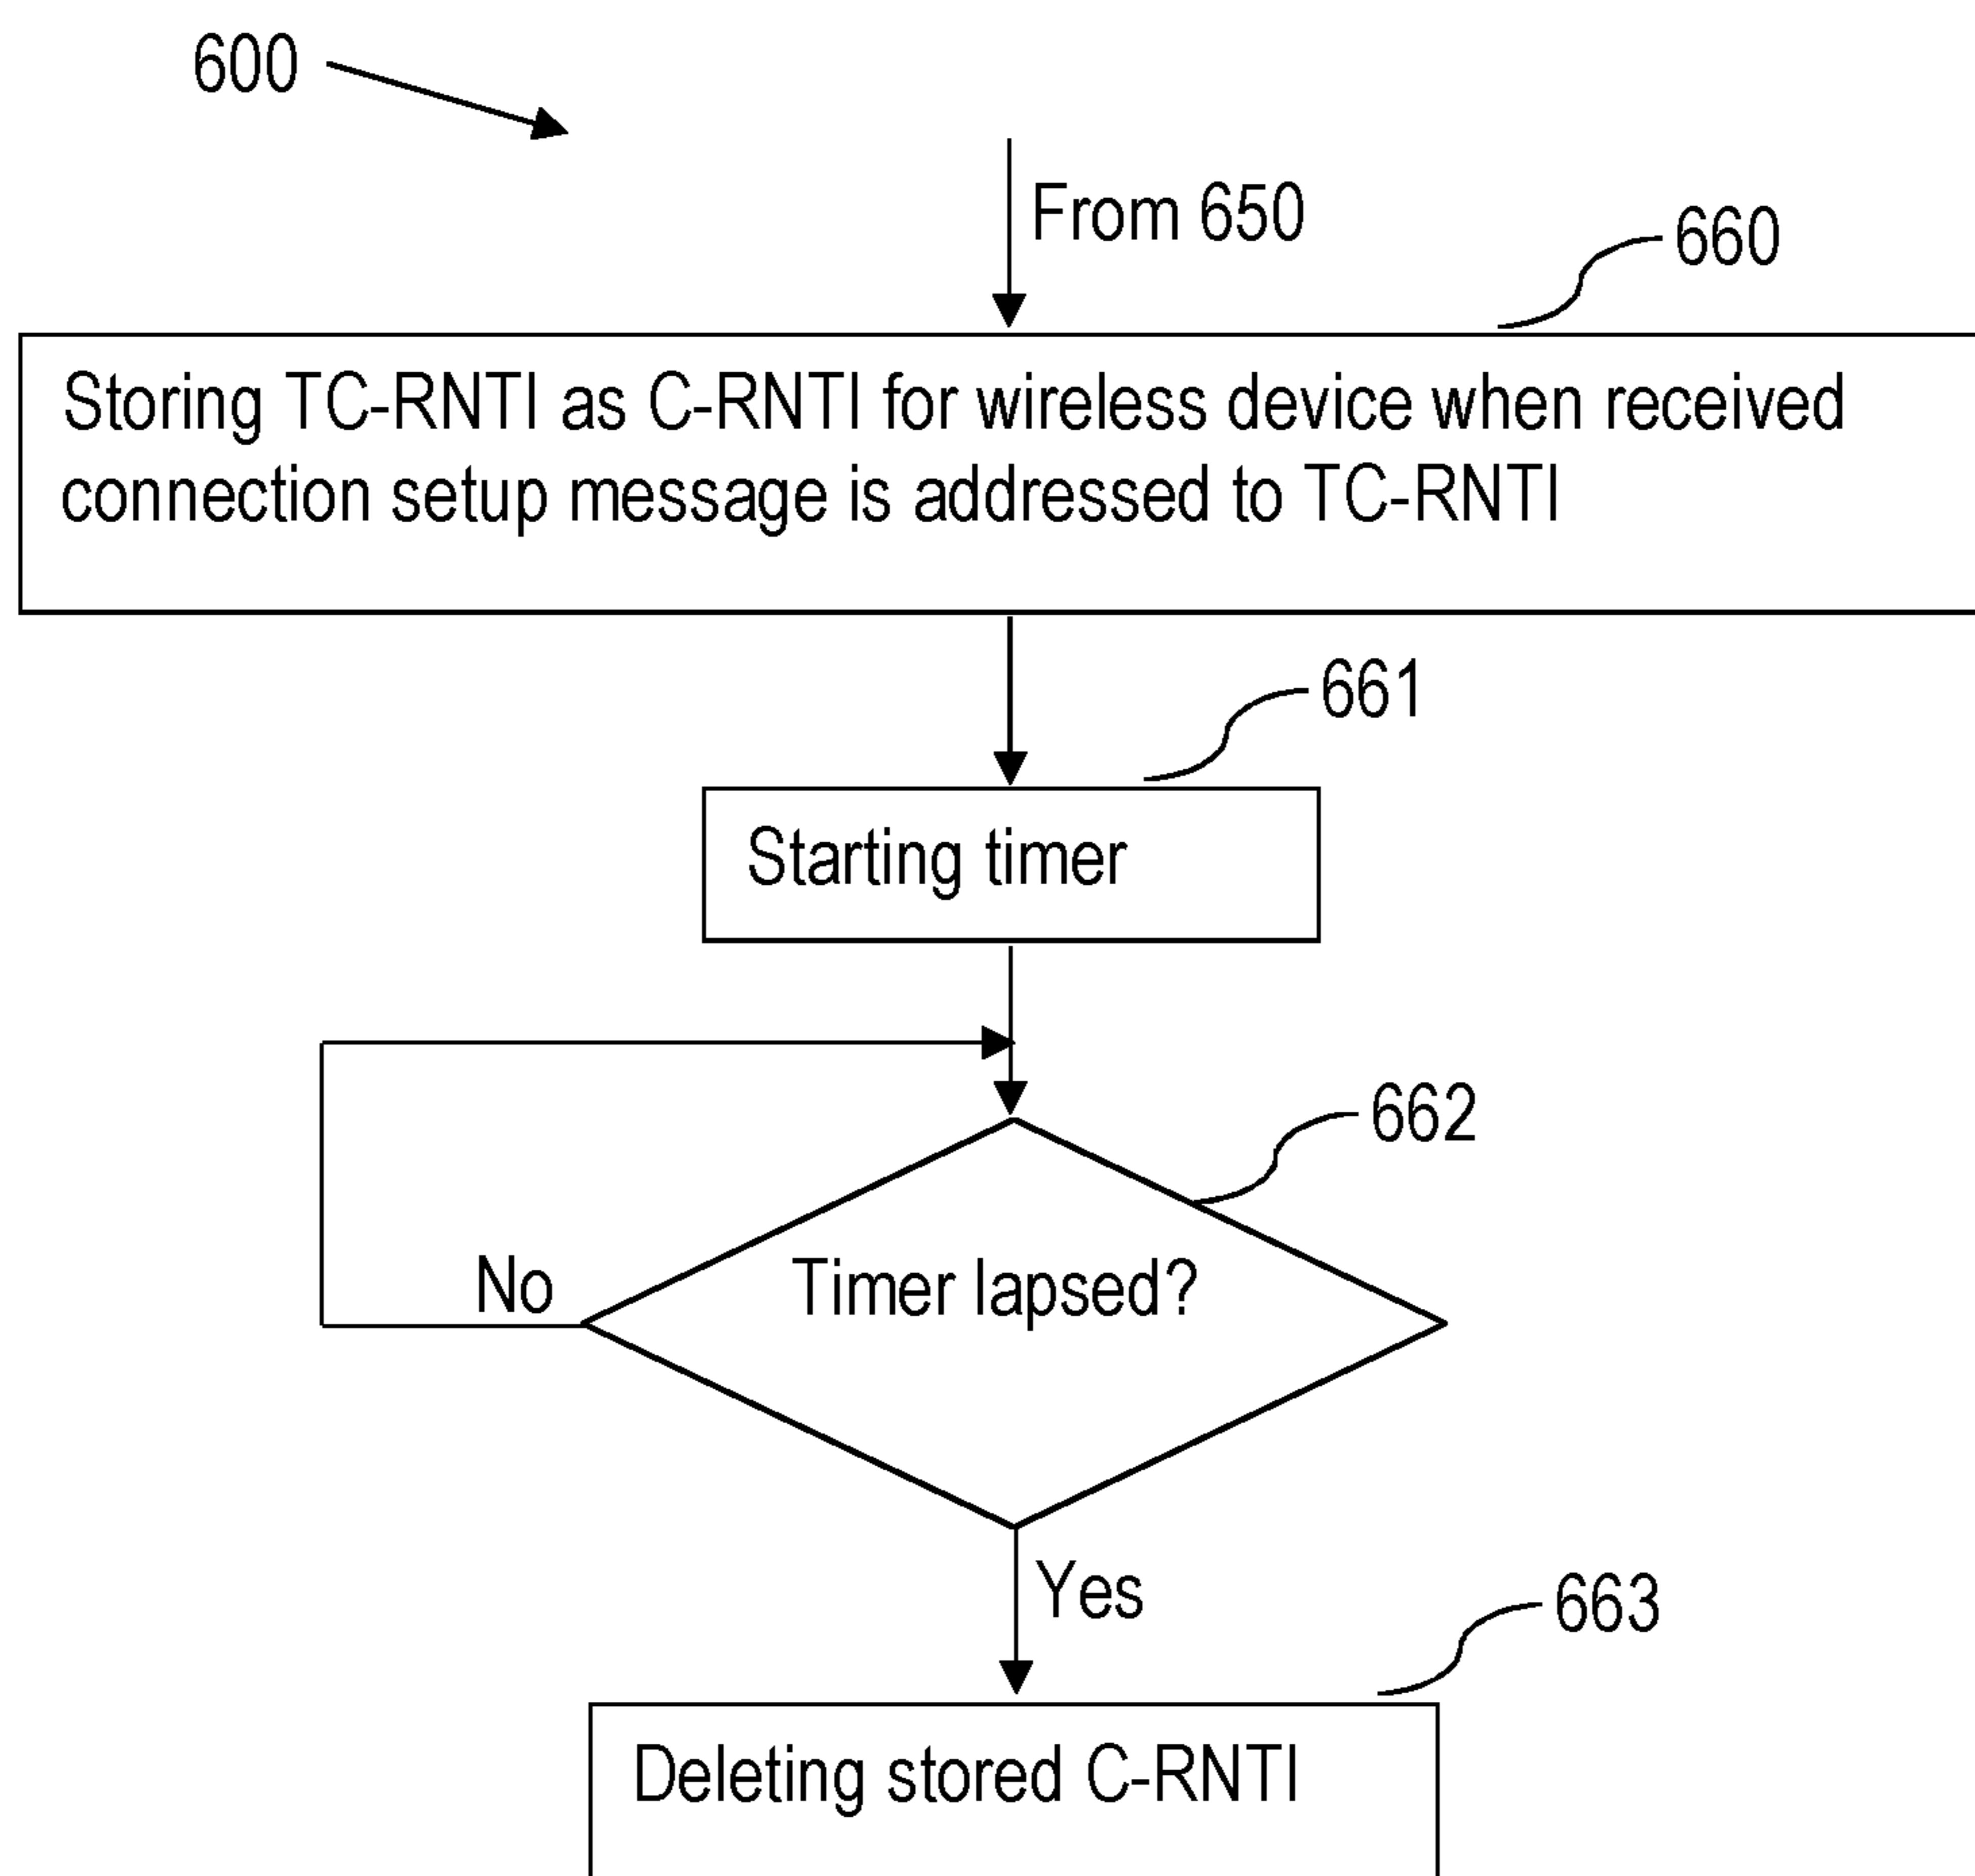 600
From 650
660
Storing TC-RNTI as C-RNTI for wireless device when received
connection setup message is addressed to TC-RNTI
661
Starting timer
662
No
Timer lapsed?
Yes
663
Deleting stored C-RNTI